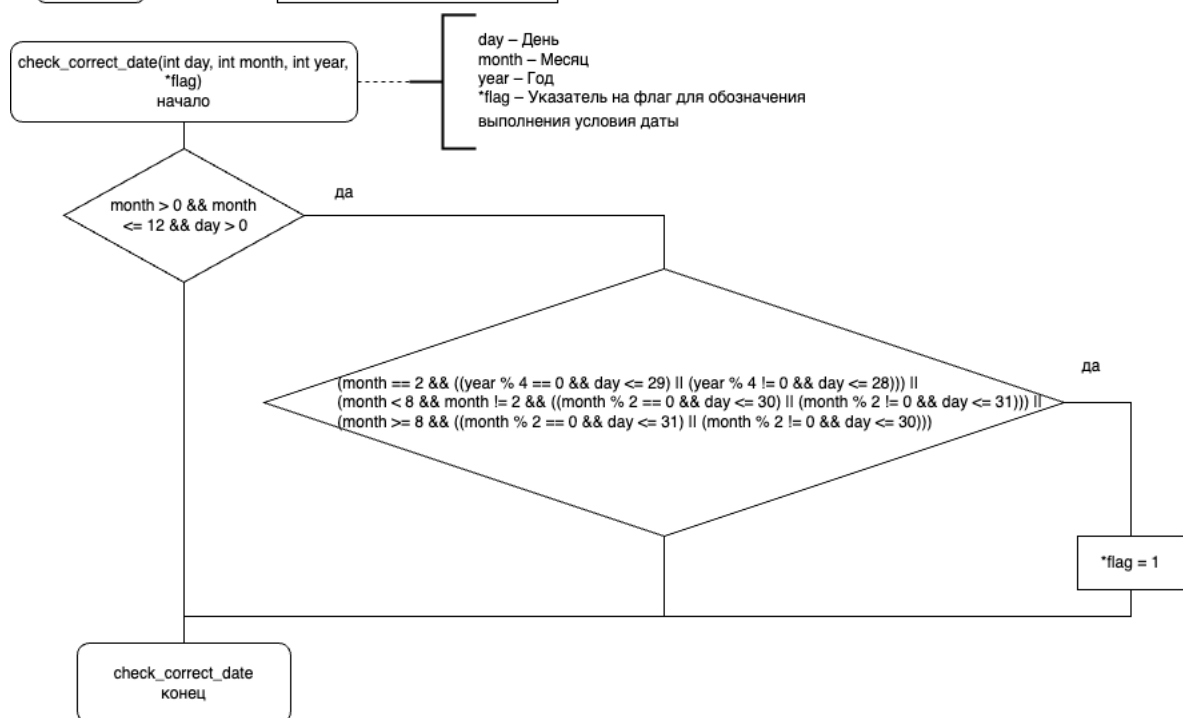 check_correct_date(int day, int month, int year,
*flag)
начало
day – День
month – Месяц
year – Год
*flag – Указатель на флаг для обозначения
выполнения условия даты
month > 0 && month
<= 12 && day > 0
да
(month == 2 && ((year % 4 == 0 && day <= 29) || (year % 4 != 0 && day <= 28))) ||
(month < 8 && month != 2 && ((month % 2 == 0 && day <= 30) || (month % 2 != 0 && day <= 31))) ||
(month >= 8 && ((month % 2 == 0 && day <= 31) || (month % 2 != 0 && day <= 30)))
да
*flag = 1
check_correct_date
конец